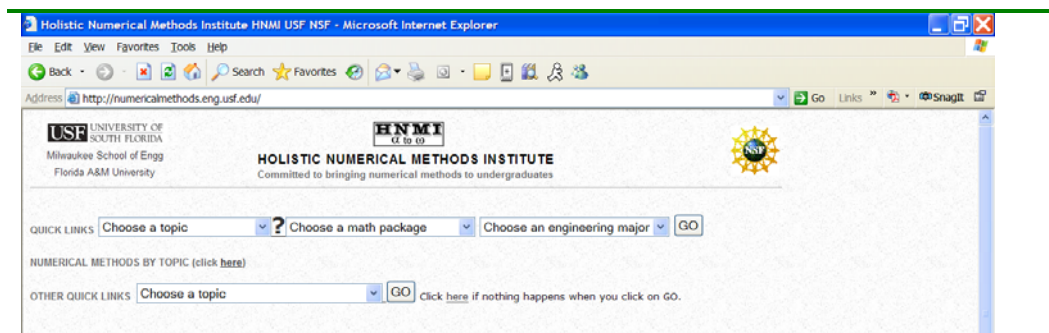 Holistic Numerical Methods Institute HNMI USF NSF - Microsoft Internet Explorer
File Edit View Favorites Tools Help
Back Search Favorites
Address http://numericalmethods.eng.usf.edu/ Go Links » SnagIt
USF UNIVERSITY OF
SOUTH FLORIDA
Milwaukee School of Engg
Florida A&M University
HNMI
α to ω
HOLISTIC NUMERICAL METHODS INSTITUTE
Committed to bringing numerical methods to undergraduates
NSF
QUICK LINKS Choose a topic ? Choose a math package Choose an engineering major GO
NUMERICAL METHODS BY TOPIC (click here)
OTHER QUICK LINKS Choose a topic GO Click here if nothing happens when you click on GO.